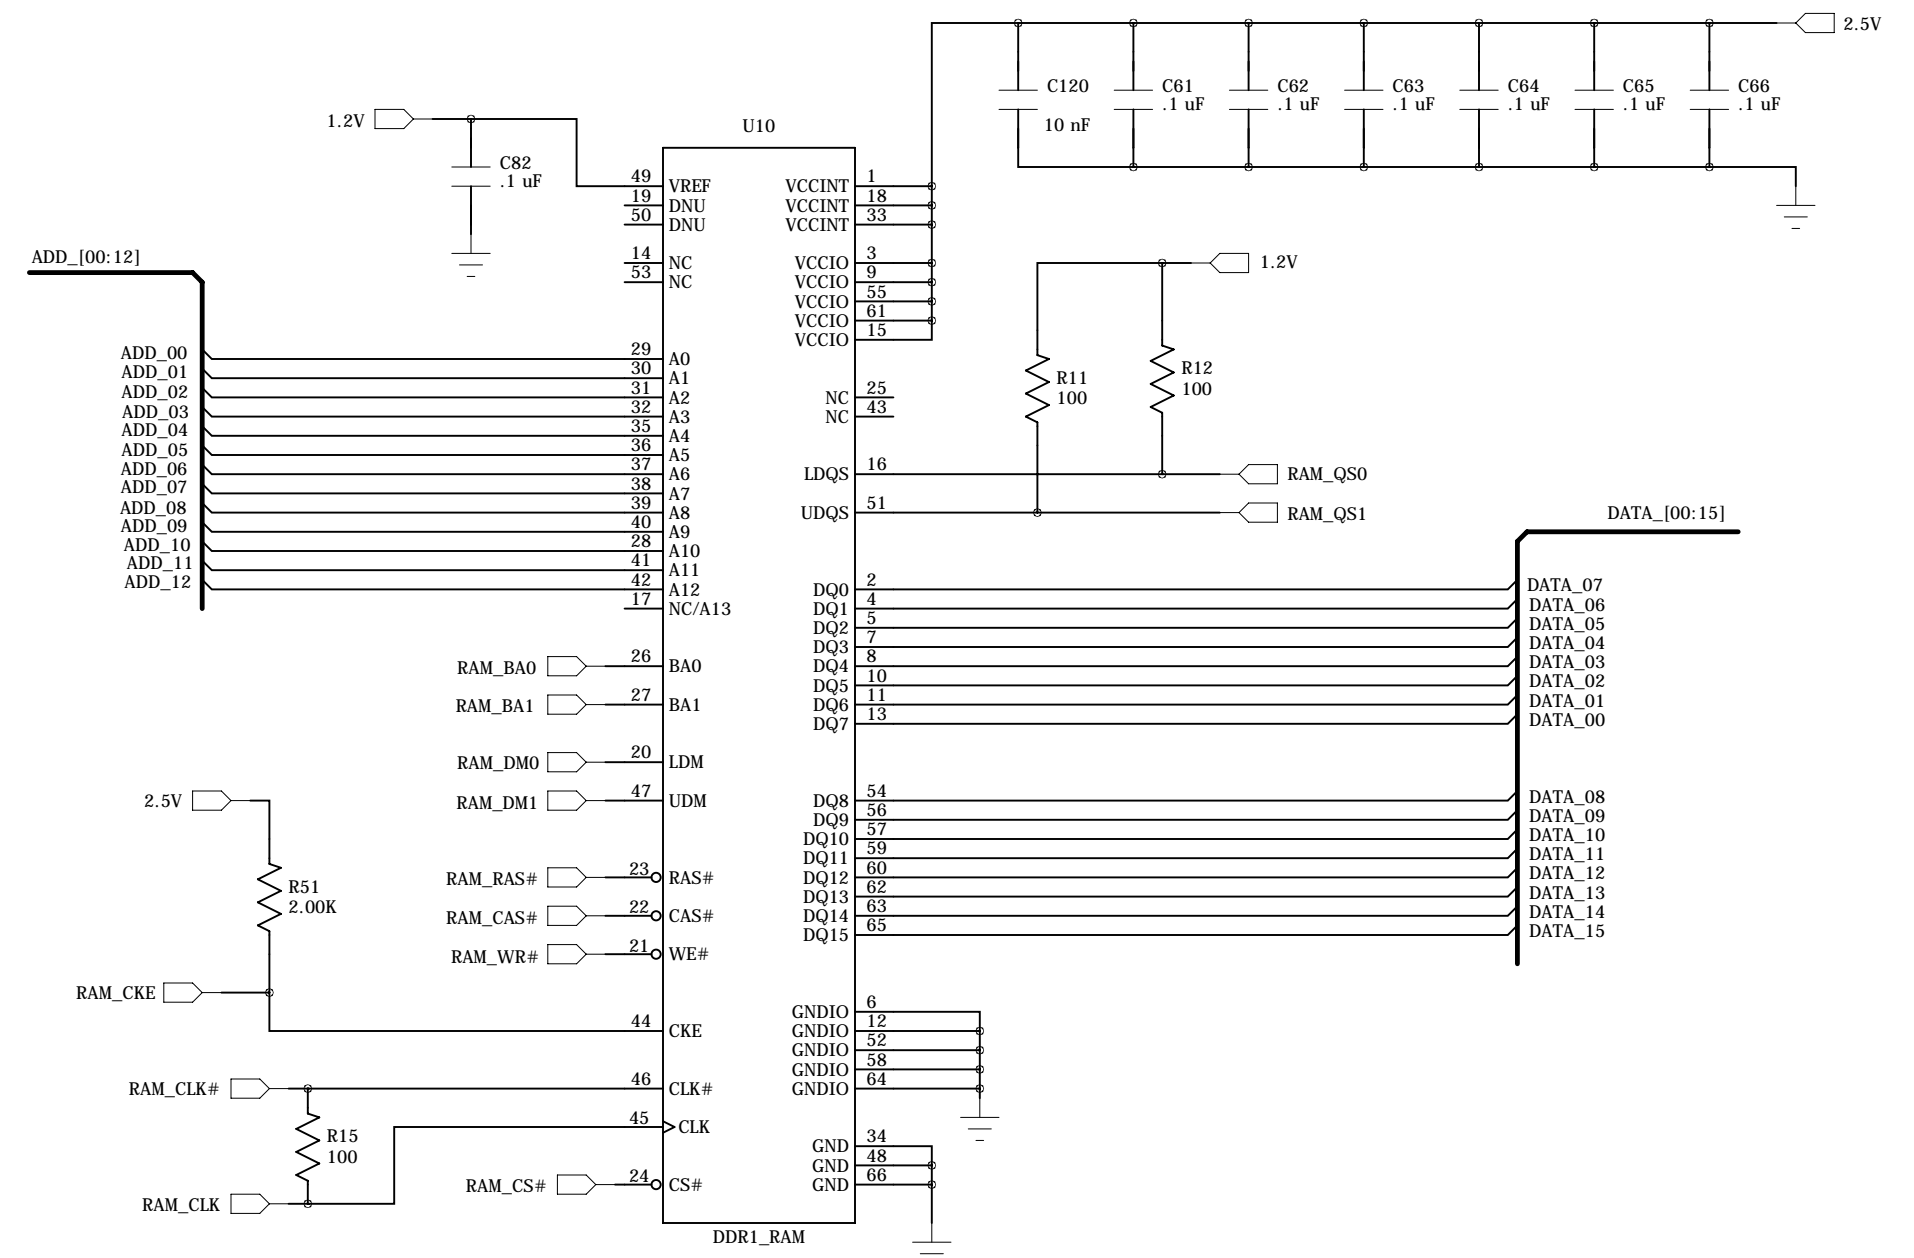 2.5V
C120
10 nF
C61
.1 uF
C62
.1 uF
C63
.1 uF
C64
.1 uF
C65
.1 uF
C66
.1 uF
1.2V
C82
.1 uF
U10
49 VREF
19 DNU
50 DNU
14 NC
53 NC
VCCINT 1
VCCINT 18
VCCINT 33
VCCIO 3
VCCIO 9
VCCIO 55
VCCIO 61
VCCIO 15
1.2V
R11
100
R12
100
NC 25
NC 43
LDQS 16 RAM_QS0
UDQS 51 RAM_QS1
ADD_[00:12]
ADD_00 29 A0
ADD_01 30 A1
ADD_02 31 A2
ADD_03 32 A3
ADD_04 35 A4
ADD_05 36 A5
ADD_06 37 A6
ADD_07 38 A7
ADD_08 39 A8
ADD_09 40 A9
ADD_10 28 A10
ADD_11 41 A11
ADD_12 42 A12
17 NC/A13
DATA_[00:15]
DQ0 2 DATA_07
DQ1 4 DATA_06
DQ2 5 DATA_05
DQ3 7 DATA_04
DQ4 8 DATA_03
DQ5 10 DATA_02
DQ6 11 DATA_01
DQ7 13 DATA_00
RAM_BA0 26 BA0
RAM_BA1 27 BA1
RAM_DM0 20 LDM
RAM_DM1 47 UDM
DQ8 54 DATA_08
DQ9 56 DATA_09
DQ10 57 DATA_10
DQ11 59 DATA_11
DQ12 60 DATA_12
DQ13 62 DATA_13
DQ14 63 DATA_14
DQ15 65 DATA_15
2.5V
R51
2.00K
RAM_RAS# 23 RAS#
RAM_CAS# 22 CAS#
RAM_WR# 21 WE#
RAM_CKE
44 CKE
RAM_CLK# 46 CLK#
R15
100
45 CLK
RAM_CLK
RAM_CS# 24 CS#
GNDIO 6
GNDIO 12
GNDIO 52
GNDIO 58
GNDIO 64
GND 34
GND 48
GND 66
DDR1_RAM